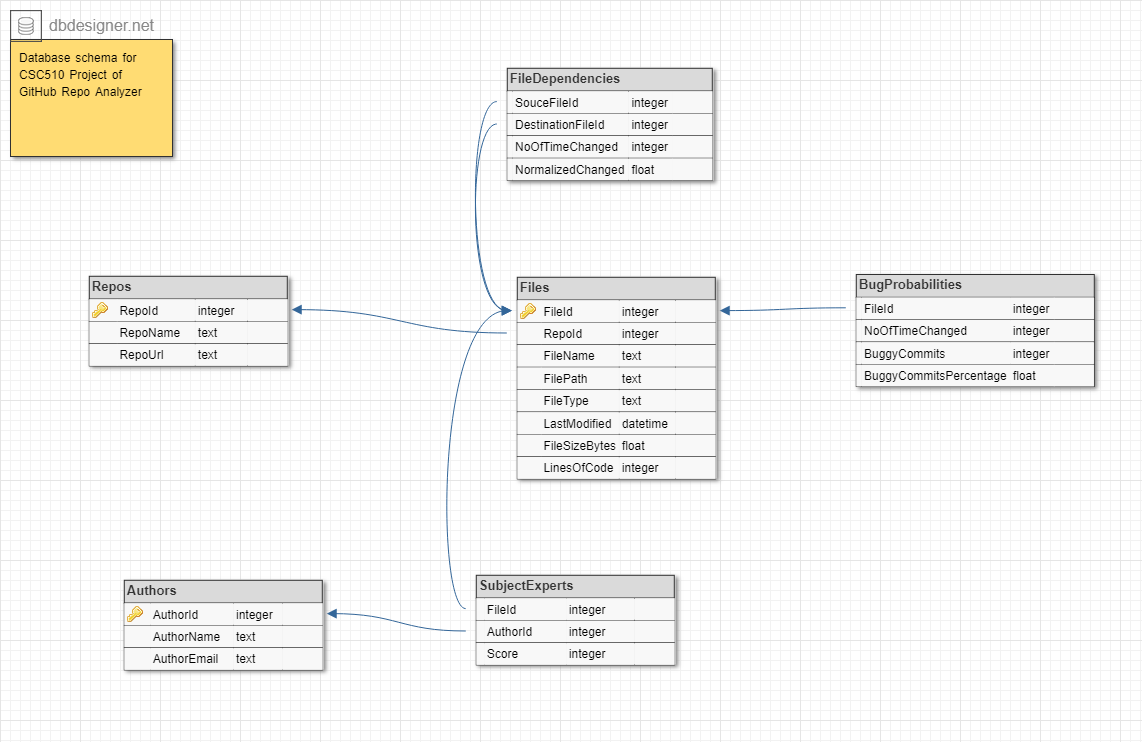 dbdesigner.net
Database schema for
CSC510 Project of
GitHub Repo Analyzer
FileDependencies
SouceFileId integer
DestinationFileId integer
NoOfTimeChanged integer
NormalizedChanged float
Repos
RepoId integer
RepoName text
RepoUrl text
Files
FileId integer
RepoId integer
FileName text
FilePath text
FileType text
LastModified datetime
FileSizeBytes float
LinesOfCode integer
BugProbabilities
FileId integer
NoOfTimeChanged integer
BuggyCommits integer
BuggyCommitsPercentage float
Authors
AuthorId integer
AuthorName text
AuthorEmail text
SubjectExperts
FileId integer
AuthorId integer
Score integer